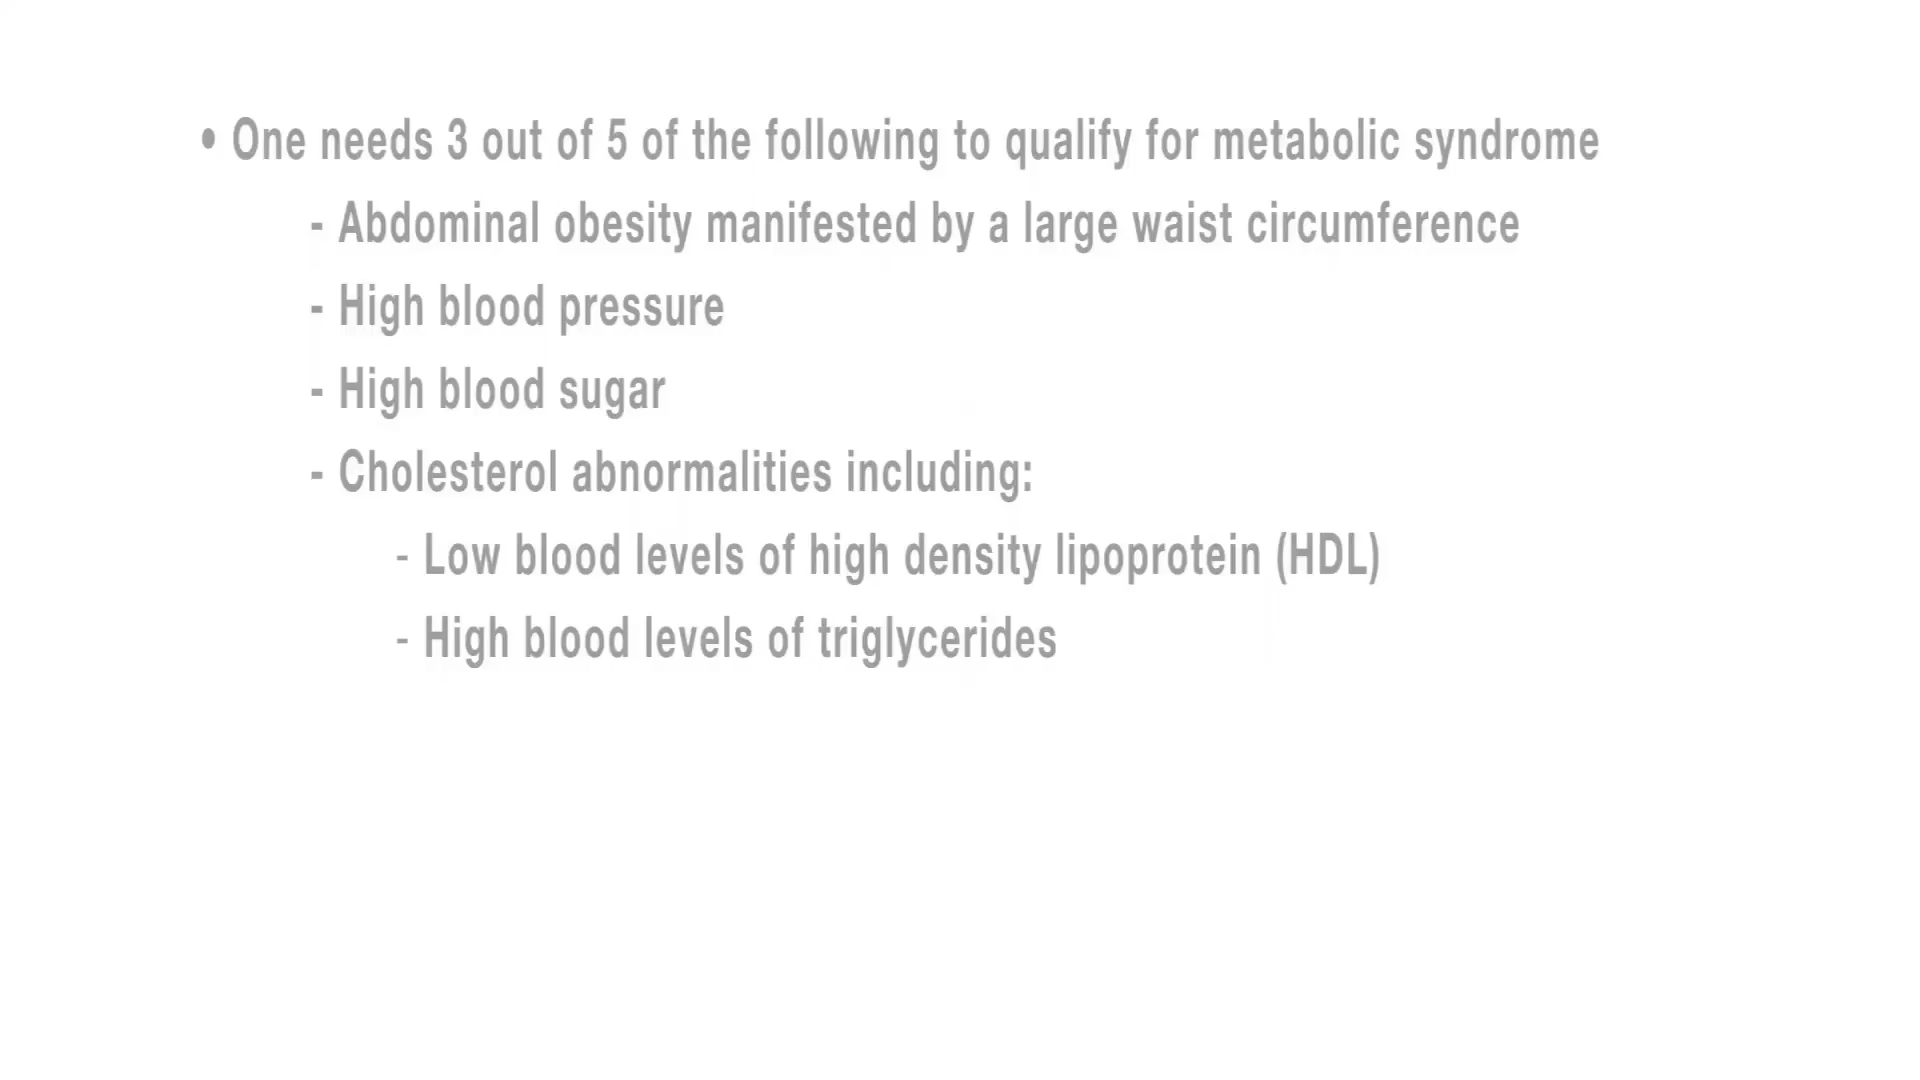 • One needs 3 out of 5 of the following to qualify for metabolic syndrome
- Abdominal obesity manifested by a large waist circumference
- High blood pressure
- High blood sugar
- Cholesterol abnormalities including:
- Low blood levels of high density lipoprotein (HDL)
- High blood levels of triglycerides